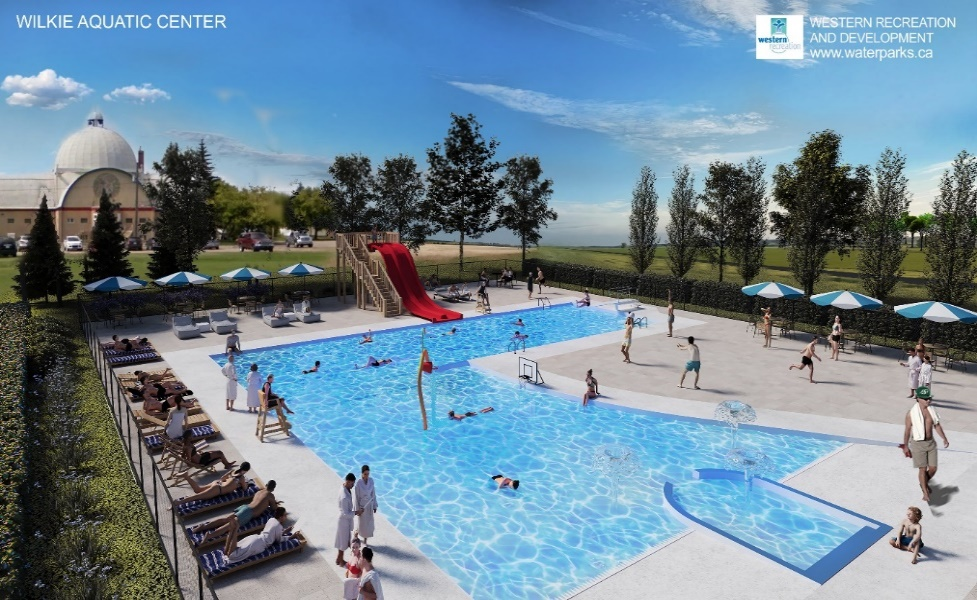 WILKIE AQUATIC CENTER
western
recreation
WESTERN RECREATION
AND DEVELOPMENT
www.waterparks.ca